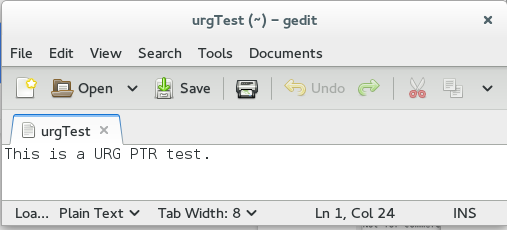 urgTest (~) – gedit
File Edit View Search Tools Documents
Open Save Undo
urgTest
This is a URG PTR test.
Loa... Plain Text Tab Width: 8 Ln 1, Col 24 INS